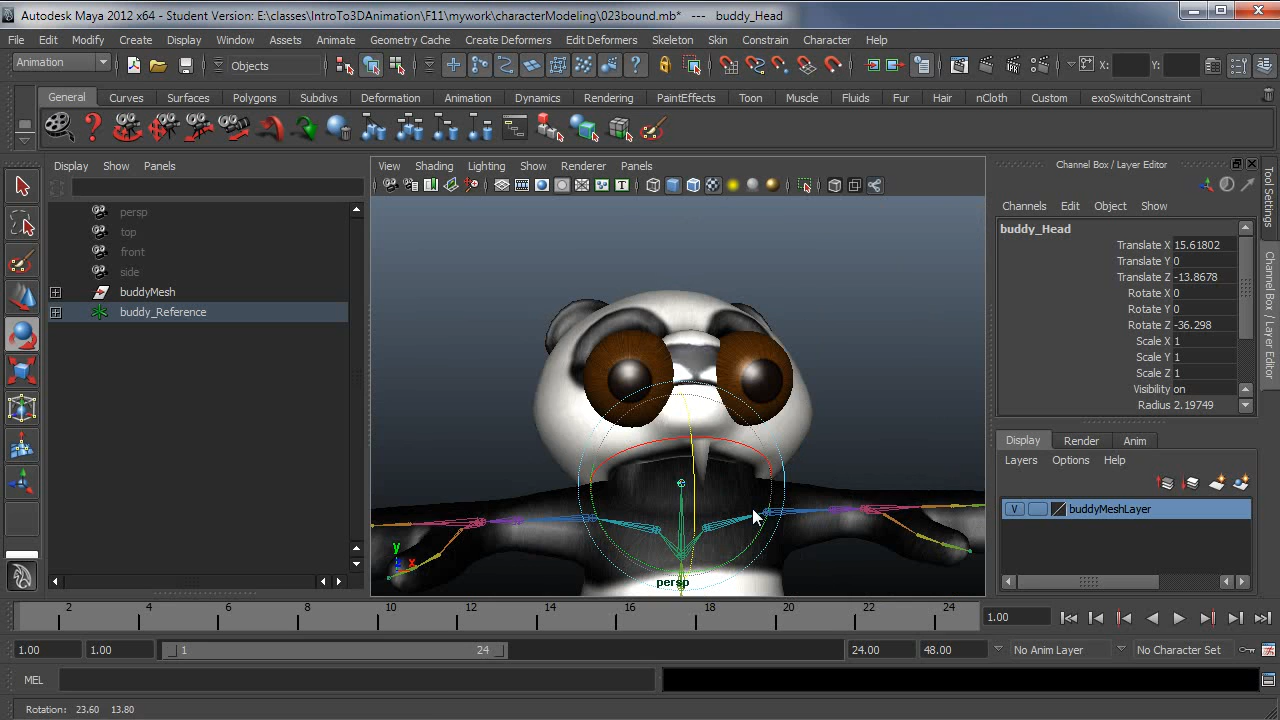 Autodesk Maya 2012 x64 - Student Version: E:\classes\IntroTo3DAnimation\F11\mywork\characterModeling\023bound.mb* --- buddy_Head
File Edit Modify Create Display Window Assets Animate Geometry Cache Create Deformers Edit Deformers Skeleton Skin Constrain Character Help
Animation Objects X: Y:
General Curves Surfaces Polygons Subdivs Deformation Animation Dynamics Rendering PaintEffects Toon Muscle Fluids Fur Hair nCloth Custom exoSwitchConstraint
Display Show Panels
View Shading Lighting Show Renderer Panels
Channel Box / Layer Editor
Channels Edit Object Show
persp
top
front
side
buddyMesh
buddy_Reference
y
x
persp
buddy_Head
Translate X 15.61802
Translate Y 0
Translate Z -13.8678
Rotate X 0
Rotate Y 0
Rotate Z -36.298
Scale X 1
Scale Y 1
Scale Z 1
Visibility on
Radius 2.19749
Display Render Anim
Layers Options Help
V buddyMeshLayer
Tool Settings
Channel Box / Layer Editor
2 4 6 8 10 12 14 16 18 20 22 24 1.00
1.00 1.00 1 24 24.00 48.00 No Anim Layer No Character Set
MEL
Rotation: 23.60 13.80